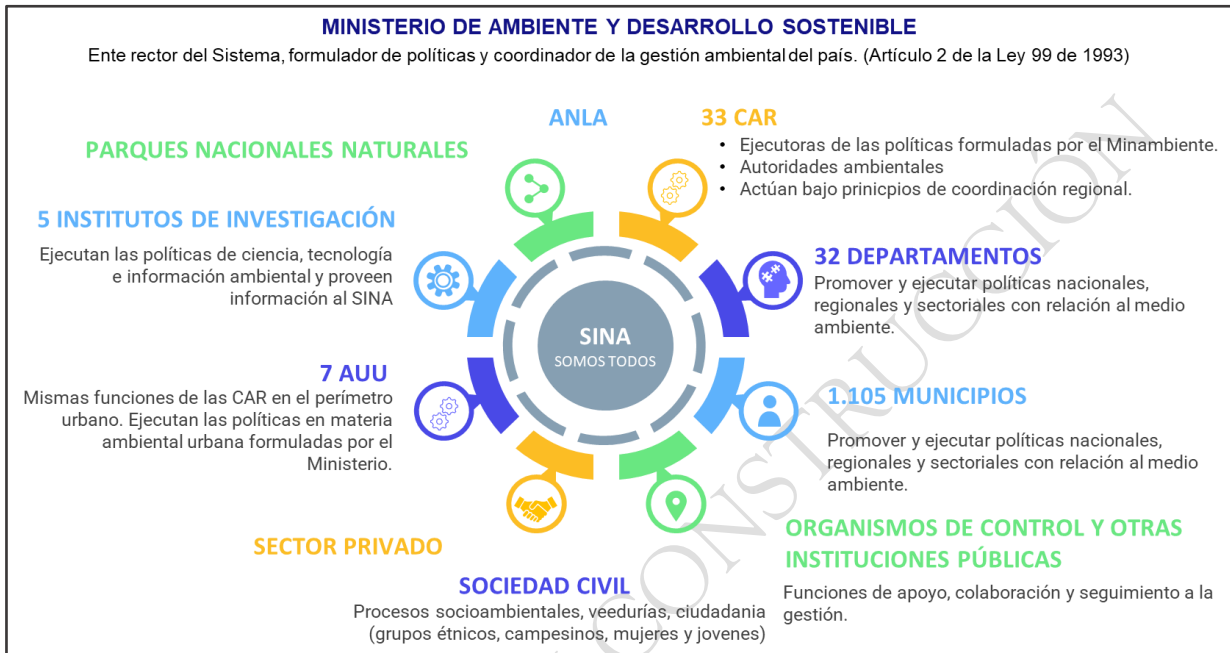 MINISTERIO DE AMBIENTE Y DESARROLLO SOSTENIBLE
Ente rector del Sistema, formulador de políticas y coordinador de la gestión ambiental del país. (Artículo 2 de la Ley 99 de 1993)
ANLA
33 CAR
• Ejecutoras de las políticas formuladas por el Minambiente.
• Autoridades ambientales
• Actúan bajo prinicpios de coordinación regional.
PARQUES NACIONALES NATURALES
5 INSTITUTOS DE INVESTIGACIÓN
Ejecutan las políticas de ciencia, tecnología
e información ambiental y proveen
información al SINA
32 DEPARTAMENTOS
Promover y ejecutar políticas nacionales,
regionales y sectoriales con relación al medio
ambiente.
SINA
SOMOS TODOS
7 AUU
Mismas funciones de las CAR en el perímetro
urbano. Ejecutan las políticas en materia
ambiental urbana formuladas por el
Ministerio.
1.105 MUNICIPIOS
Promover y ejecutar políticas nacionales,
regionales y sectoriales con relación al medio
ambiente.
SECTOR PRIVADO
ORGANISMOS DE CONTROL Y OTRAS
INSTITUCIONES PÚBLICAS
Funciones de apoyo, colaboración y seguimiento a la
gestión.
SOCIEDAD CIVIL
Procesos socioambientales, veedurías, ciudadania
(grupos étnicos, campesinos, mujeres y jovenes)
CONSTRUCCIÓN